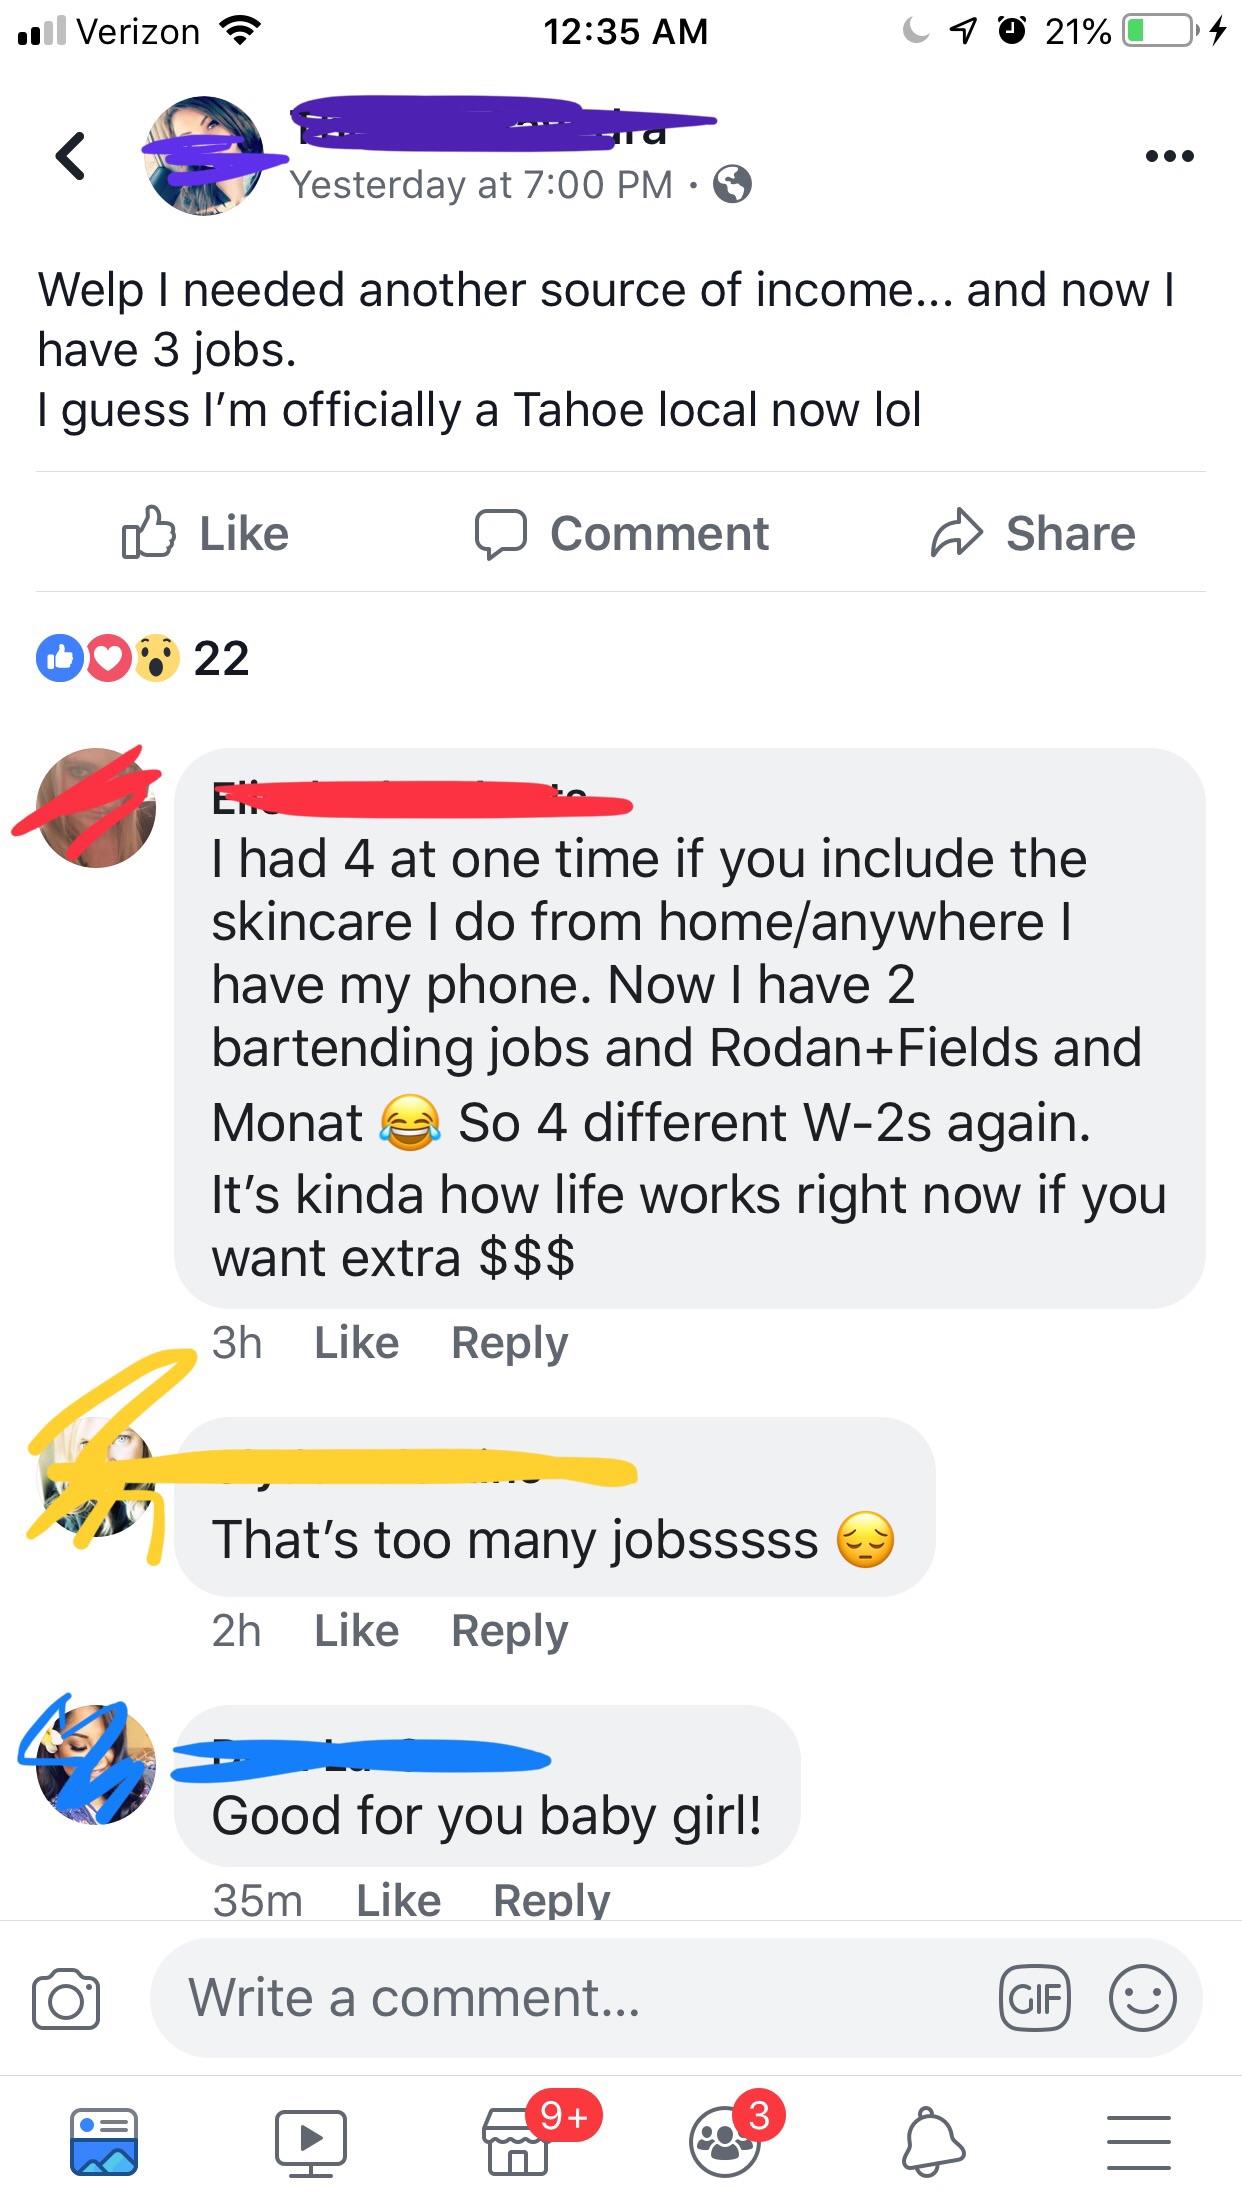 Verizon
12:35 AM
21%
Yesterday at 7:00 PM ·
Welp I needed another source of income... and now I
have 3 jobs.
I guess I’m officially a Tahoe local now lol
Like
Comment
Share
22
I had 4 at one time if you include the
skincare I do from home/anywhere I
have my phone. Now I have 2
bartending jobs and Rodan+Fields and
Monat 😂 So 4 different W-2s again.
It’s kinda how life works right now if you
want extra $$$
3h Like Reply
That’s too many jobsssss 😔
2h Like Reply
Good for you baby girl!
35m Like Reply
Write a comment...
GIF
9+
3